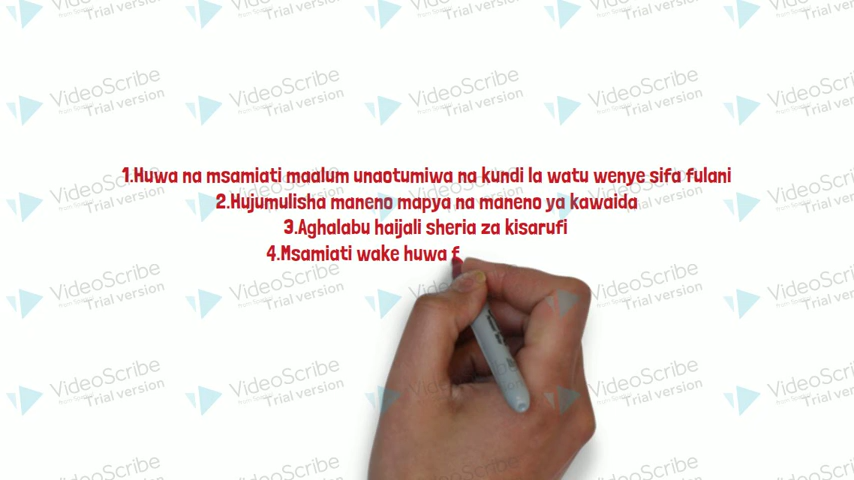 1.Huwa na msamiati maalum unaotumiwa na kundi la watu wenye sifa fulani
2.Hujumulisha maneno mapya na maneno ya kawaida
3.Aghalabu haijali sheria za kisarufi
4.Msamiati wake huwa f
VideoScribe
Trial version